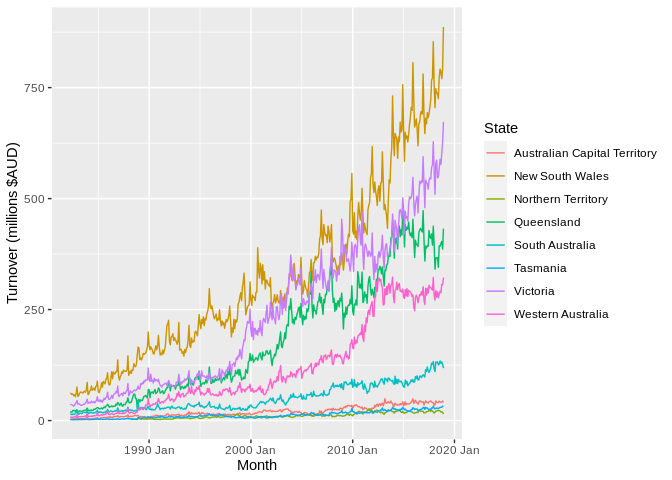 Turnover (millions $AUD)
750
500
250
0
1990 Jan
2000 Jan
2010 Jan
2020 Jan
Month
State
Australian Capital Territory
New South Wales
Northern Territory
Queensland
South Australia
Tasmania
Victoria
Western Australia